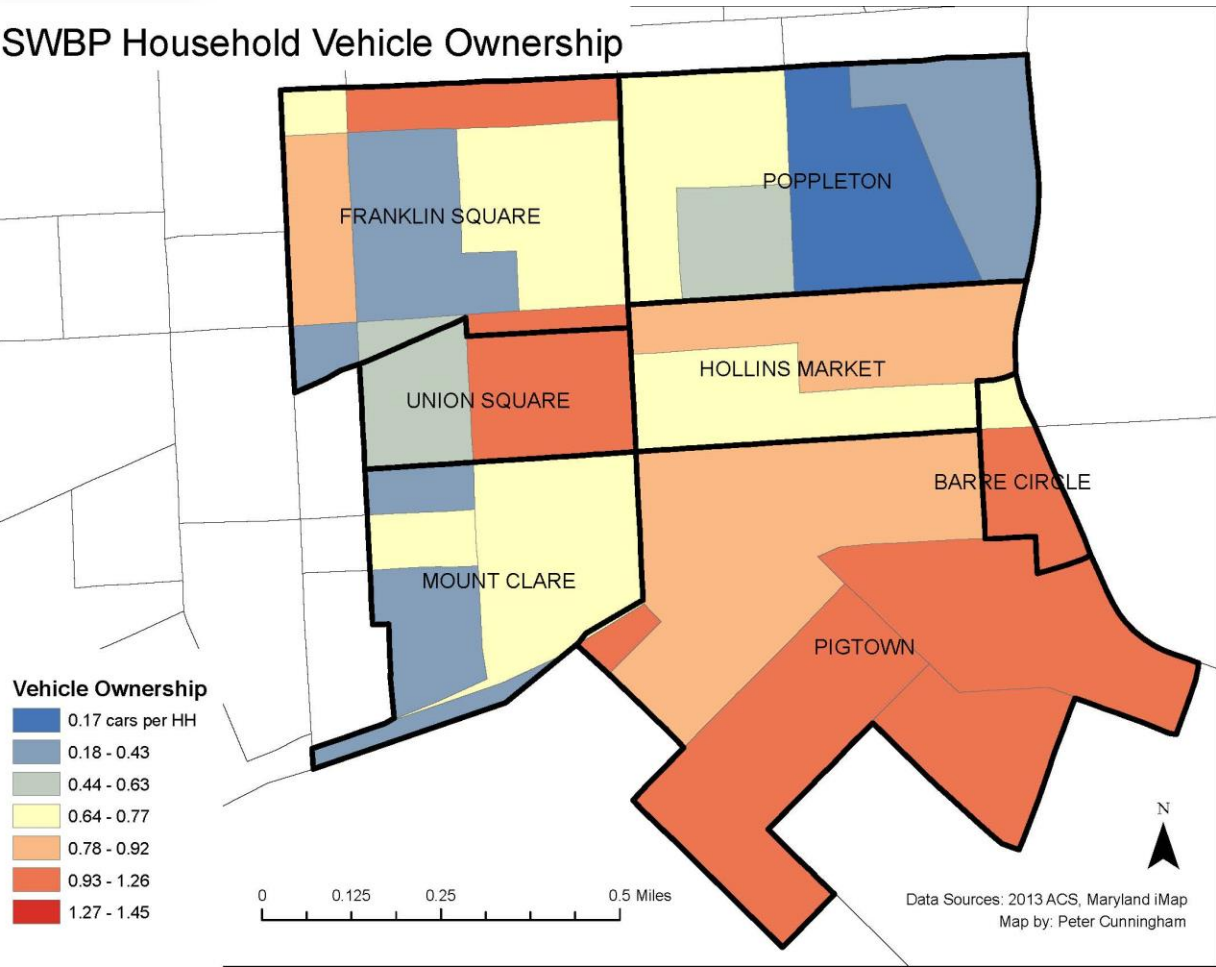 SWBP Household Vehicle Ownership
POPPLETON
FRANKLIN SQUARE
HOLLINS MARKET
UNION SQUARE
BARRE CIRCLE
MOUNT CLARE
PIGTOWN
Vehicle Ownership
0.17 cars per HH
0.18 - 0.43
0.44 - 0.63
0.64 - 0.77
0.78 - 0.92
0.93 - 1.26
1.27 - 1.45
0 0.125 0.25 0.5 Miles
N
Data Sources: 2013 ACS, Maryland iMap
Map by: Peter Cunningham